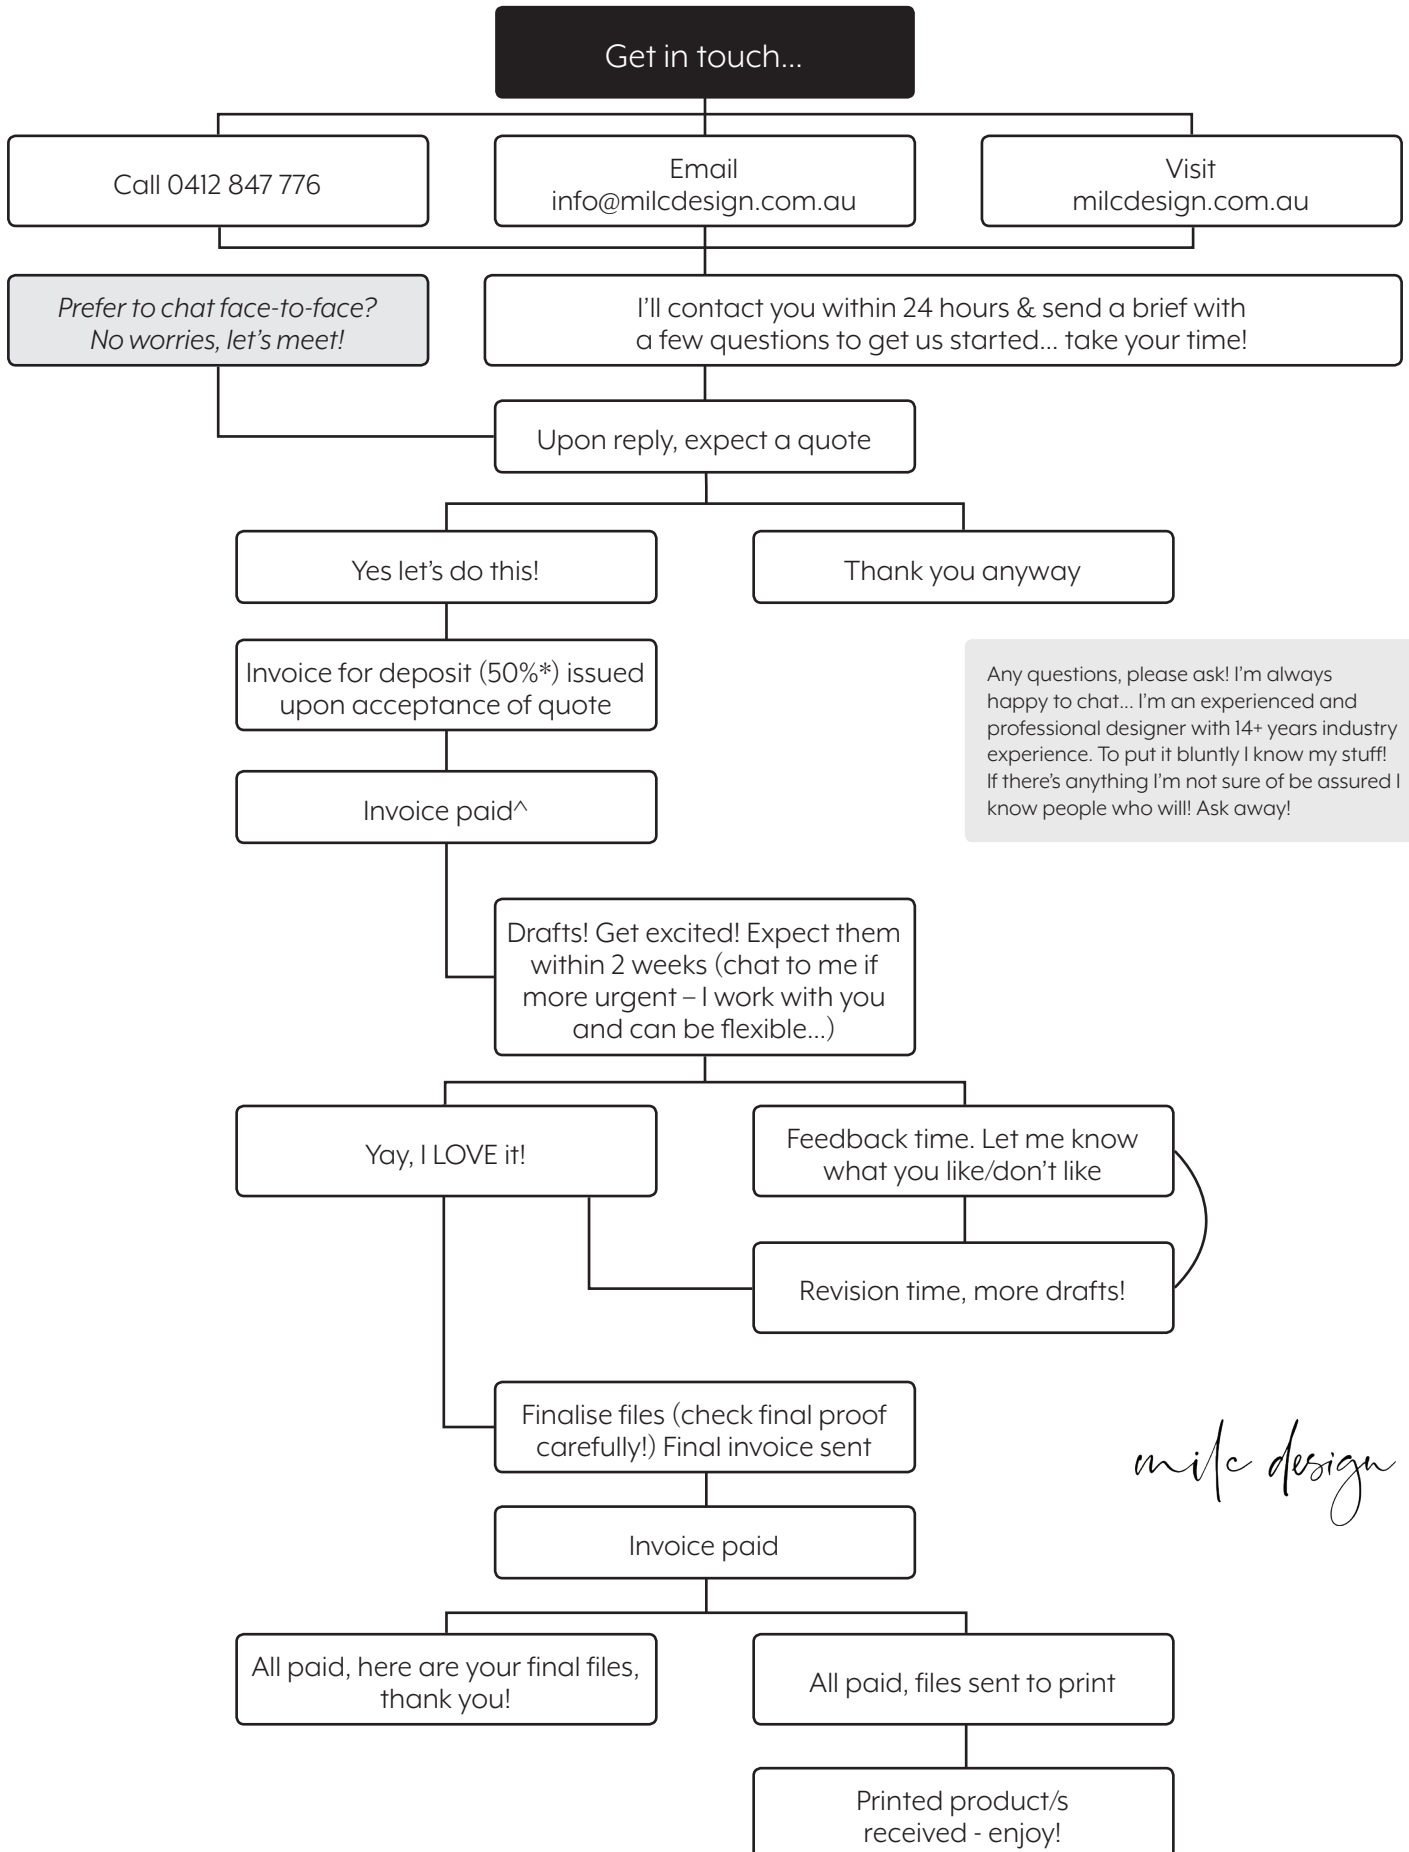 Get in touch...
Call 0412 847 776
Email
info@milcdesign.com.au
Visit
milcdesign.com.au
Prefer to chat face-to-face?
No worries, let's meet!
I'll contact you within 24 hours & send a brief with
a few questions to get us started... take your time!
Upon reply, expect a quote
Yes let's do this!
Thank you anyway
Invoice for deposit (50%*) issued
upon acceptance of quote
Any questions, please ask! I'm always
happy to chat... I'm an experienced and
professional designer with 14+ years industry
experience. To put it bluntly I know my stuff!
If there's anything I'm not sure of be assured I
know people who will! Ask away!
Invoice paid^
Drafts! Get excited! Expect them
within 2 weeks (chat to me if
more urgent – I work with you
and can be flexible...)
Yay, I LOVE it!
Feedback time. Let me know
what you like/don't like
Revision time, more drafts!
Finalise files (check final proof
carefully!) Final invoice sent
milc design
Invoice paid
All paid, here are your final files,
thank you!
All paid, files sent to print
Printed product/s
received - enjoy!